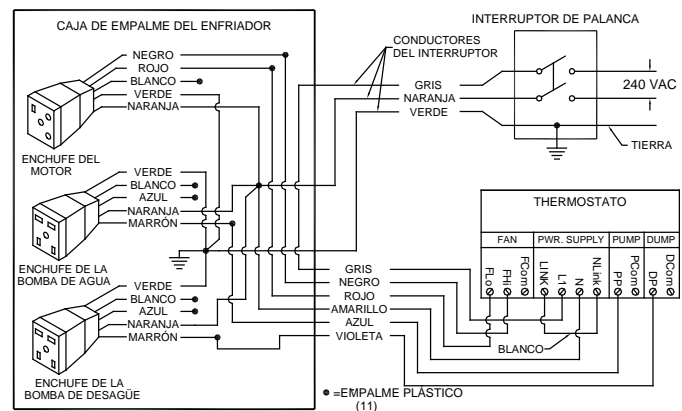 CAJA DE EMPALME DEL ENFRIADOR
NEGRO
ROJO
BLANCO
VERDE
NARANJA
ENCHUFE DEL
MOTOR
VERDE
BLANCO
AZUL
NARANJA
MARRÓN
ENCHUFE DE LA
BOMBA DE AGUA
VERDE
BLANCO
AZUL
NARANJA
MARRÓN
ENCHUFE DE LA
BOMBA DE DESAGÜE
CONDUCTORES
DEL INTERRUPTOR
GRIS
NARANJA
VERDE
INTERRUPTOR DE PALANCA
240 VAC
TIERRA
THERMOSTATO
FAN PWR. SUPPLY PUMP DUMP
FLo FHi FCom LINK L1 N NLink PP PCom DP DCom
GRIS
NEGRO
ROJO
AMARILLO
AZUL
VIOLETA
BLANCO
=EMPALME PLÁSTICO
(11)